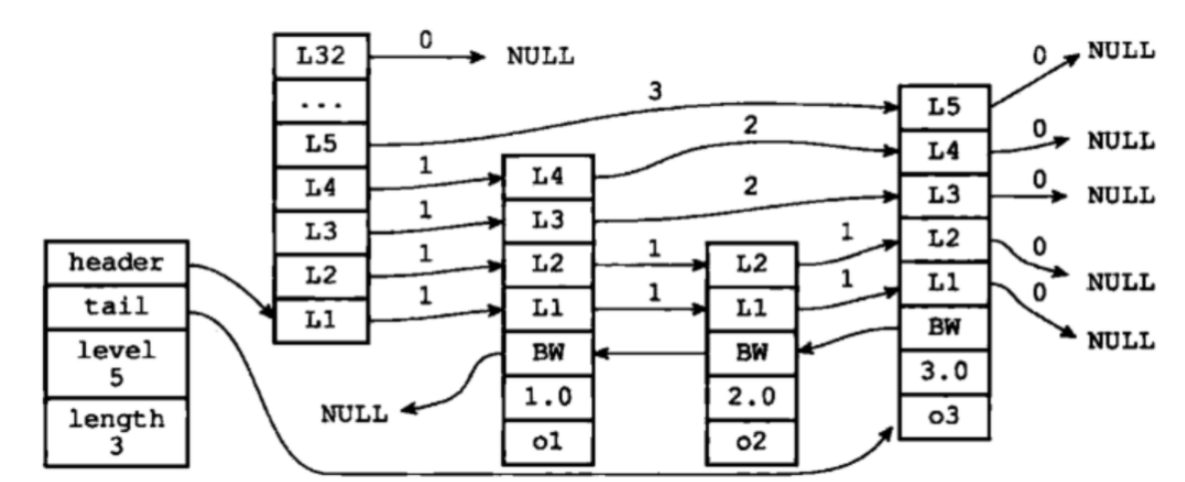 header
tail
level
5
length
3
L32
...
L5
L4
L3
L2
L1
0
NULL
3
1
1
1
1
L4
L3
L2
L1
BW
1.0
o1
NULL
2
2
1
1
L2
L1
BW
2.0
o2
1
1
L5
L4
L3
L2
L1
BW
3.0
o3
0
NULL
0
NULL
0
NULL
0
NULL
0
NULL